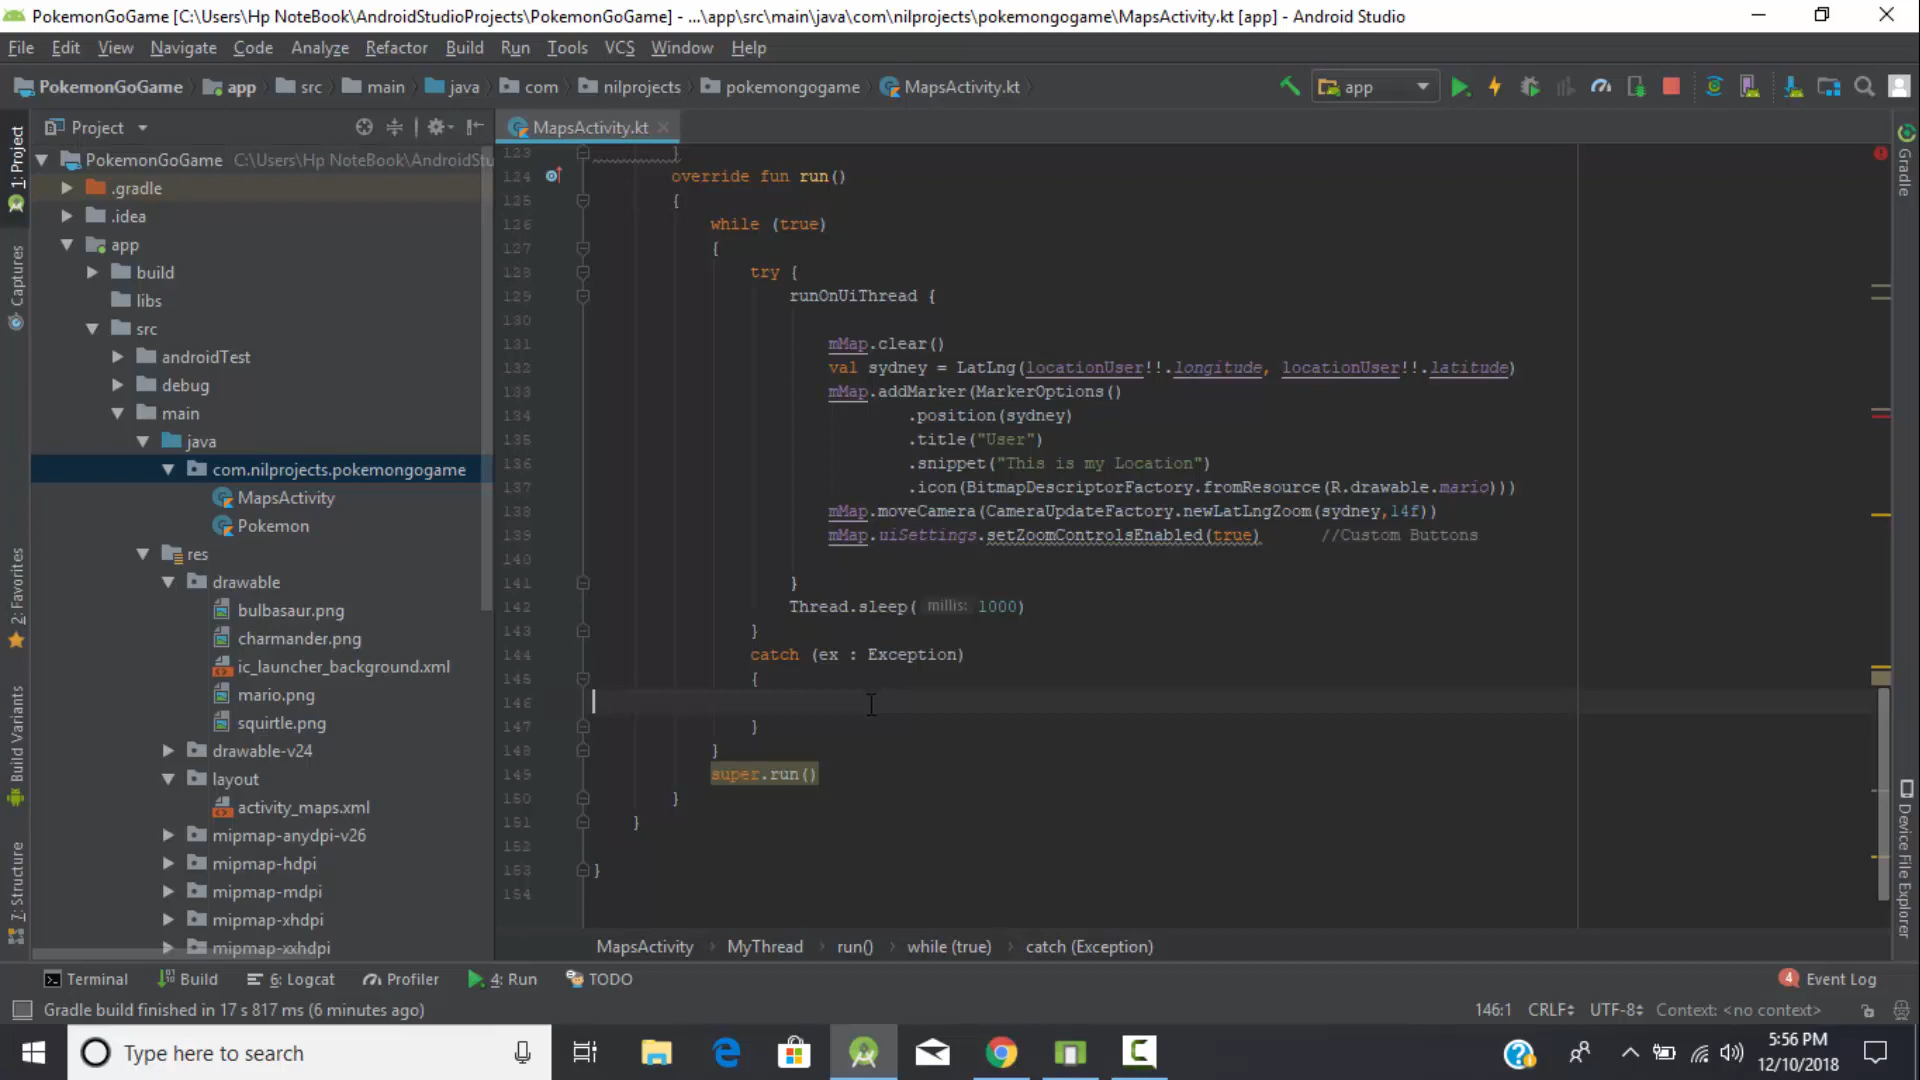 PokemonGoGame [C:\Users\Hp NoteBook\AndroidStudioProjects\PokemonGoGame] - ...\app\src\main\java\com\nilprojects\pokemongogame\MapsActivity.kt [app] - Android Studio
File Edit View Navigate Code Analyze Refactor Build Run Tools VCS Window Help
PokemonGoGame app src main java com nilprojects pokemongogame MapsActivity.kt app
Project MapsActivity.kt
PokemonGoGame C:\Users\Hp NoteBook\AndroidStu
.gradle
.idea
app
build
libs
src
androidTest
debug
main
java
com.nilprojects.pokemongogame
MapsActivity
Pokemon
res
drawable
bulbasaur.png
charmander.png
ic_launcher_background.xml
mario.png
squirtle.png
drawable-v24
layout
activity_maps.xml
mipmap-anydpi-v26
mipmap-hdpi
mipmap-mdpi
mipmap-xhdpi
mipmap-xxhdpi
1: Project
Captures
2: Favorites
Build Variants
7: Structure
123 }
124 override fun run()
125 {
126 while (true)
127 {
128 try {
129 runOnUiThread {
130
131 mMap.clear()
132 val sydney = LatLng(locationUser!!.longitude, locationUser!!.latitude)
133 mMap.addMarker(MarkerOptions()
134 .position(sydney)
135 .title("User")
136 .snippet("This is my Location")
137 .icon(BitmapDescriptorFactory.fromResource(R.drawable.mario)))
138 mMap.moveCamera(CameraUpdateFactory.newLatLngZoom(sydney,14f))
139 mMap.uiSettings.setZoomControlsEnabled(true) //Custom Buttons
140
141 }
142 Thread.sleep( millis: 1000)
143 }
144 catch (ex : Exception)
145 {
146
147 }
148 }
149 super.run()
150 }
151 }
152
153 }
154
Gradle
Device File Explorer
MapsActivity MyThread run() while (true) catch (Exception)
Terminal Build 6: Logcat Profiler 4: Run TODO 4 Event Log
Gradle build finished in 17 s 817 ms (6 minutes ago) 146:1 CRLF UTF-8 Context: <no context>
Type here to search
5:56 PM
12/10/2018